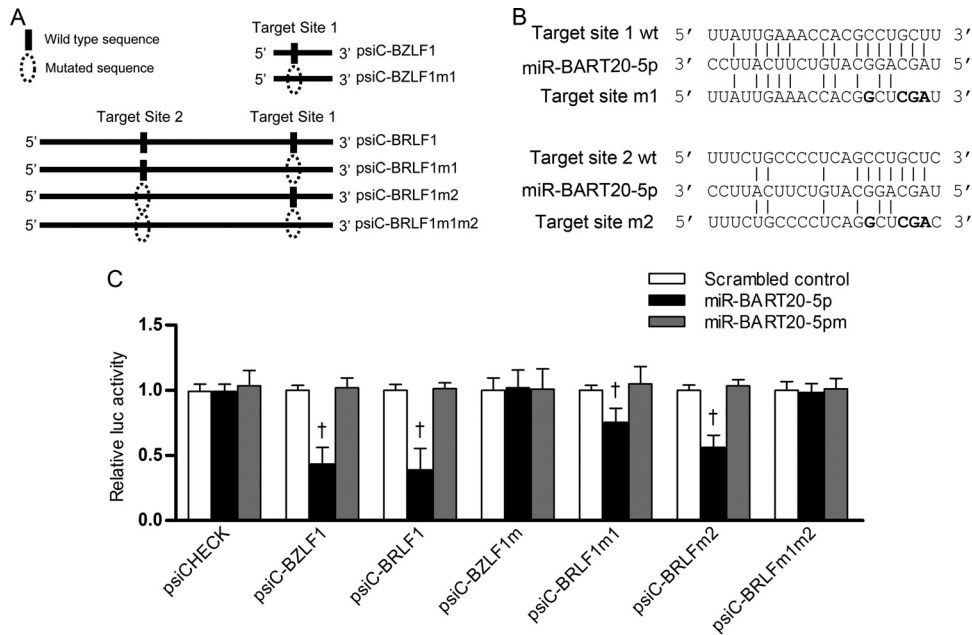 A
Wild type sequence
Mutated sequence
Target Site 1
5' 3' psiC-BZLF1
5' 3' psiC-BZLF1m1
Target Site 2 Target Site 1
5' 3' psiC-BRLF1
5' 3' psiC-BRLF1m1
5' 3' psiC-BRLF1m2
5' 3' psiC-BRLF1m1m2
B
Target site 1 wt 5' UUAUUGAAACCACGCCUGCUU 3'
miR-BART20-5p 3' CCUUACUUCUGUACGGACGAU 5'
Target site m1 5' UUAUUGAAACCACGGCUCGAU 3'
Target site 2 wt 5' UUUCUGCCCCUCAGCCUGCUC 3'
miR-BART20-5p 3' CCUUACUUCUGUACGGACGAU 5'
Target site m2 5' UUUCUGCCCCUCAGGCUCGAC 3'
C
Scrambled control
miR-BART20-5p
miR-BART20-5pm
Relative luc activity
1.5
1.0
0.5
0.0
† † † †
psiCHECK
psiC-BZLF1
psiC-BRLF1
psiC-BZLF1m
psiC-BRLF1m1
psiC-BRLFm2
psiC-BRLFm1m2